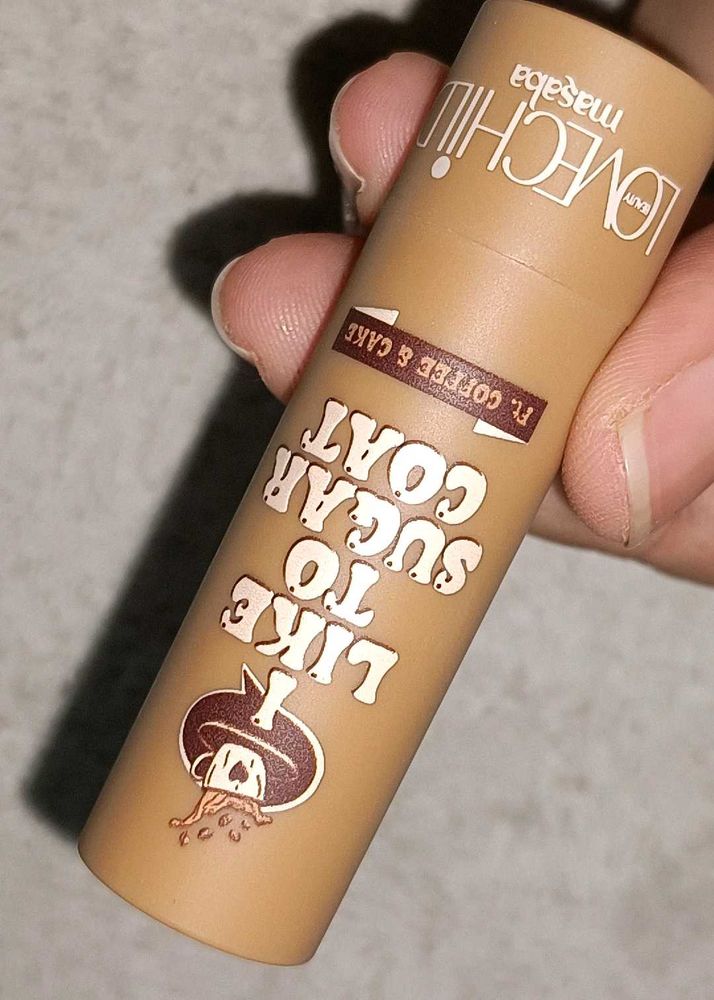 I
LIKE
TO
SUGAR
COAT
Ft. COFFEE & CAKE
LOVECHILD
BEAUTY
masaba